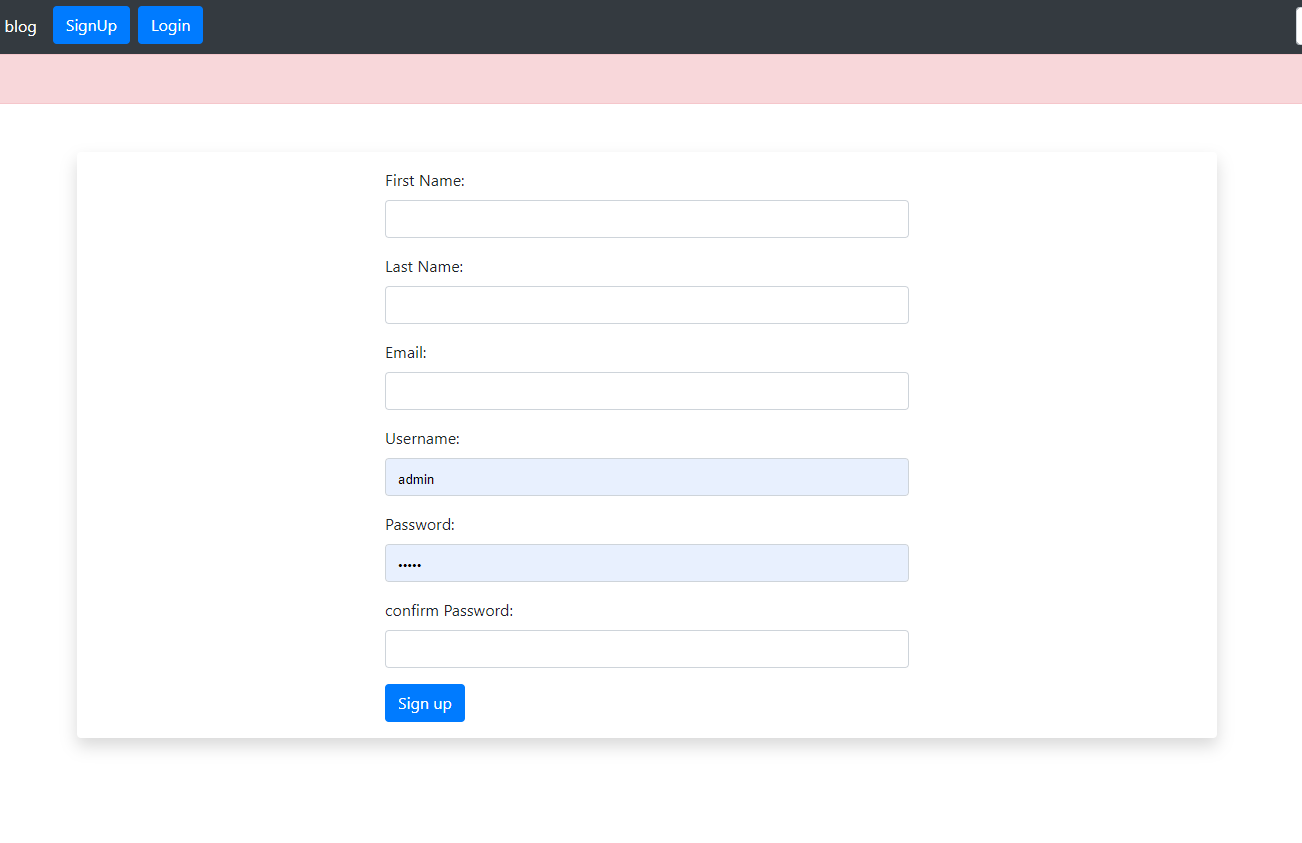 blog SignUp Login
First Name:
Last Name:
Email:
Username:
admin
Password:
•••••
confirm Password:
Sign up